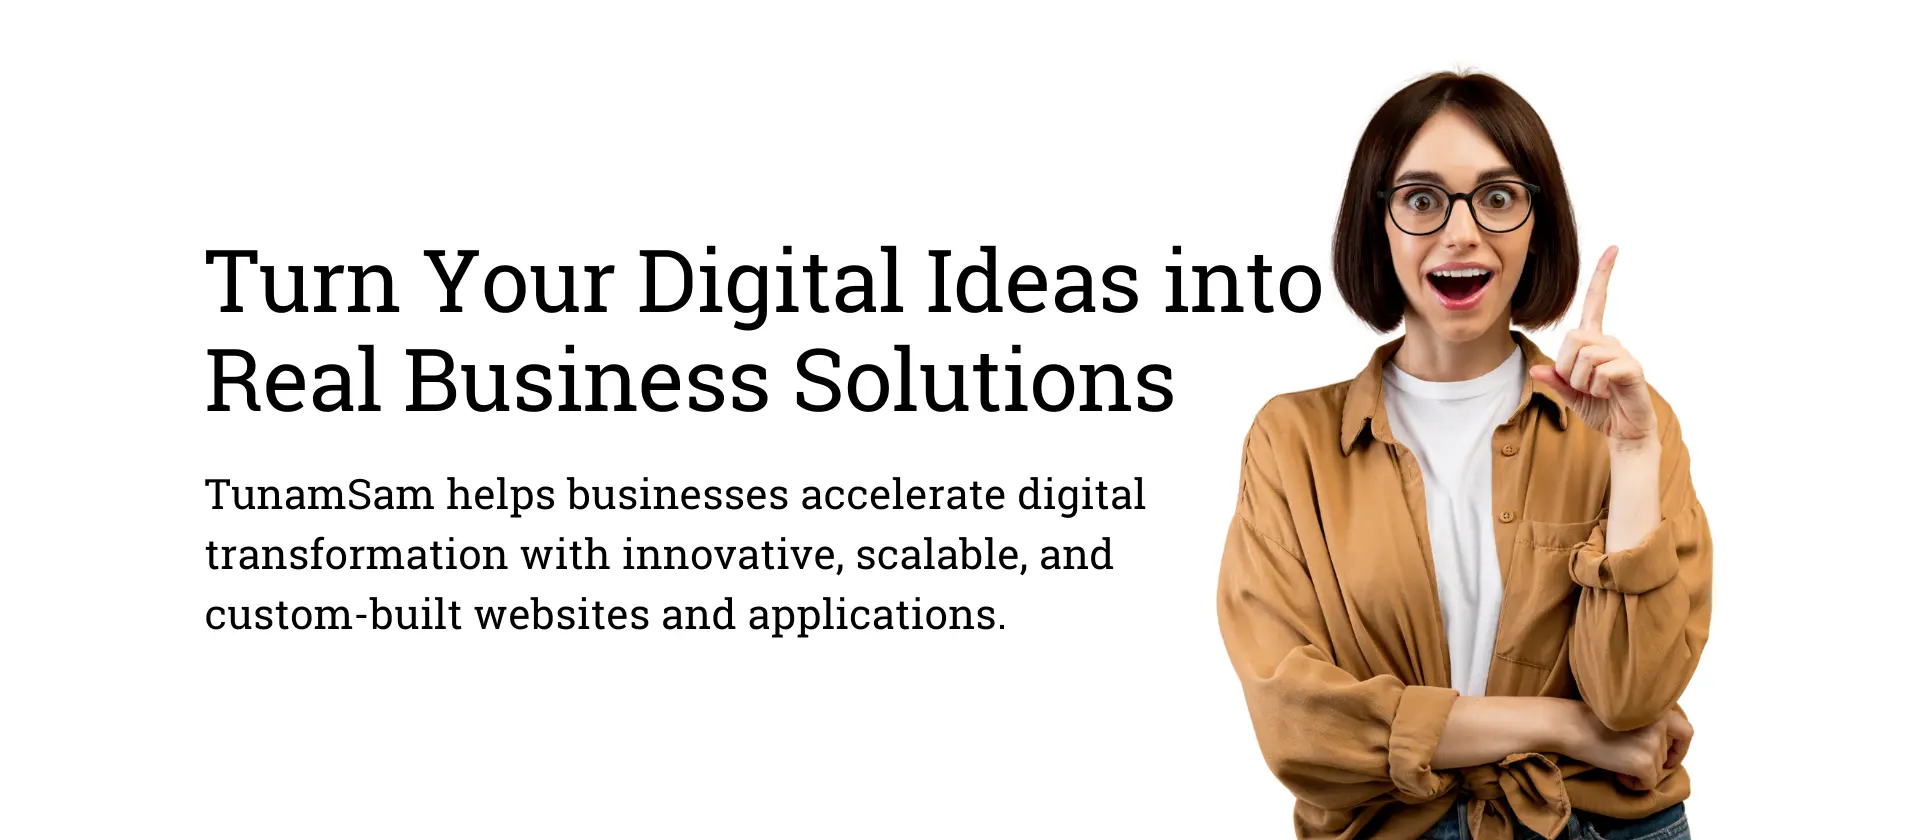 Turn Your Digital Ideas into
Real Business Solutions
TunamSam helps businesses accelerate digital
transformation with innovative, scalable, and
custom-built websites and applications.